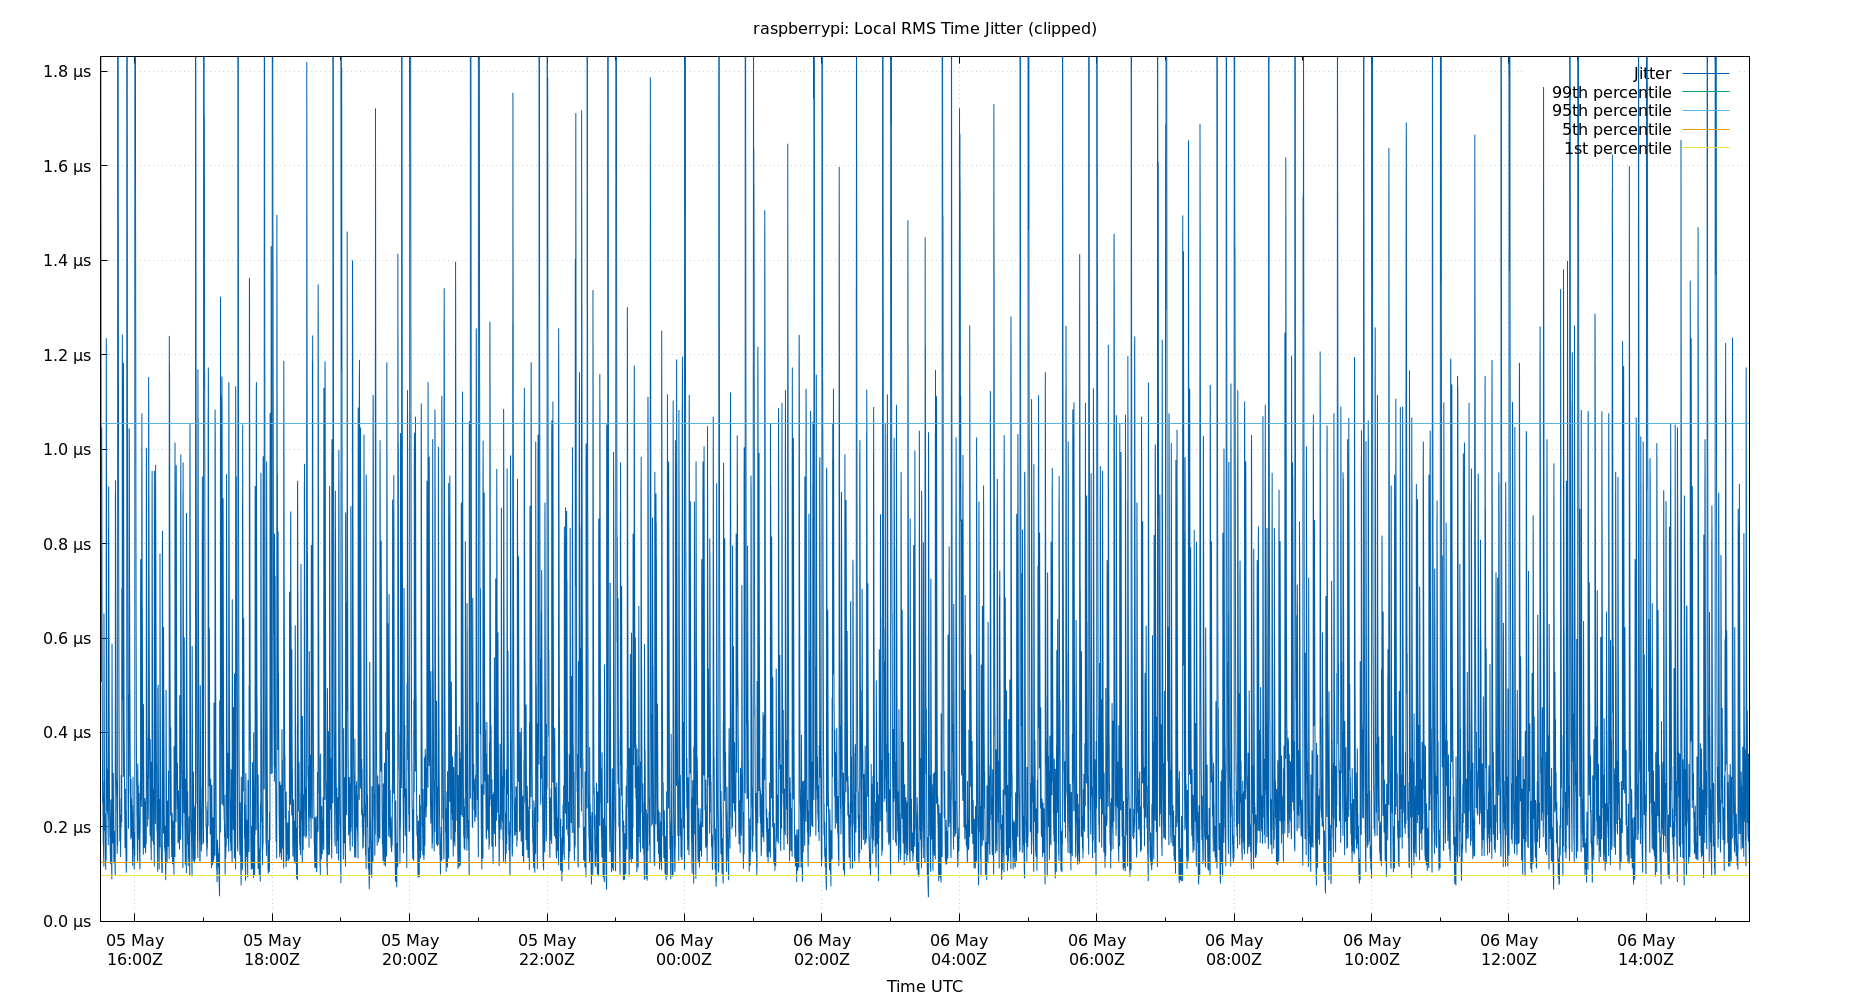 raspberrypi: Local RMS Time Jitter (clipped)
1.8 µs
1.6 µs
1.4 µs
1.2 µs
1.0 µs
0.8 µs
0.6 µs
0.4 µs
0.2 µs
0.0 µs
Jitter
99th percentile
95th percentile
5th percentile
1st percentile
05 May 05 May 05 May 05 May 06 May 06 May 06 May 06 May 06 May 06 May 06 May 06 May
16:00Z 18:00Z 20:00Z 22:00Z 00:00Z 02:00Z 04:00Z 06:00Z 08:00Z 10:00Z 12:00Z 14:00Z
Time UTC